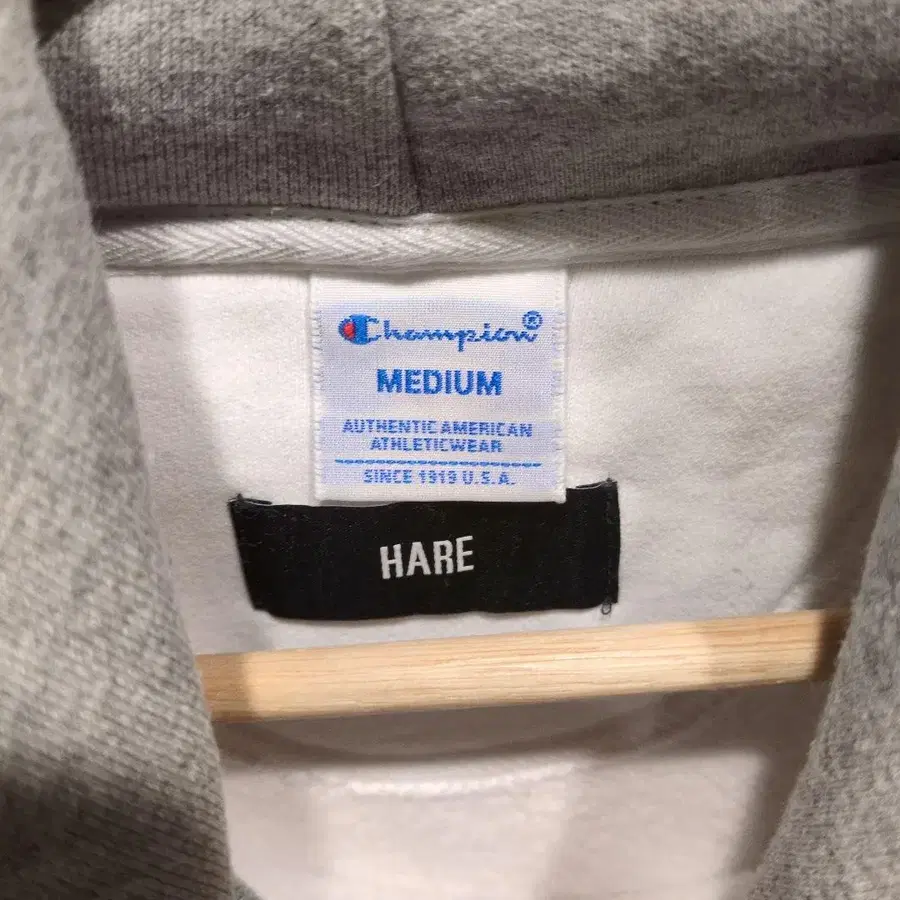 Champion®
MEDIUM
AUTHENTIC AMERICAN
ATHLETICWEAR
SINCE 1919 U.S.A.
HARE